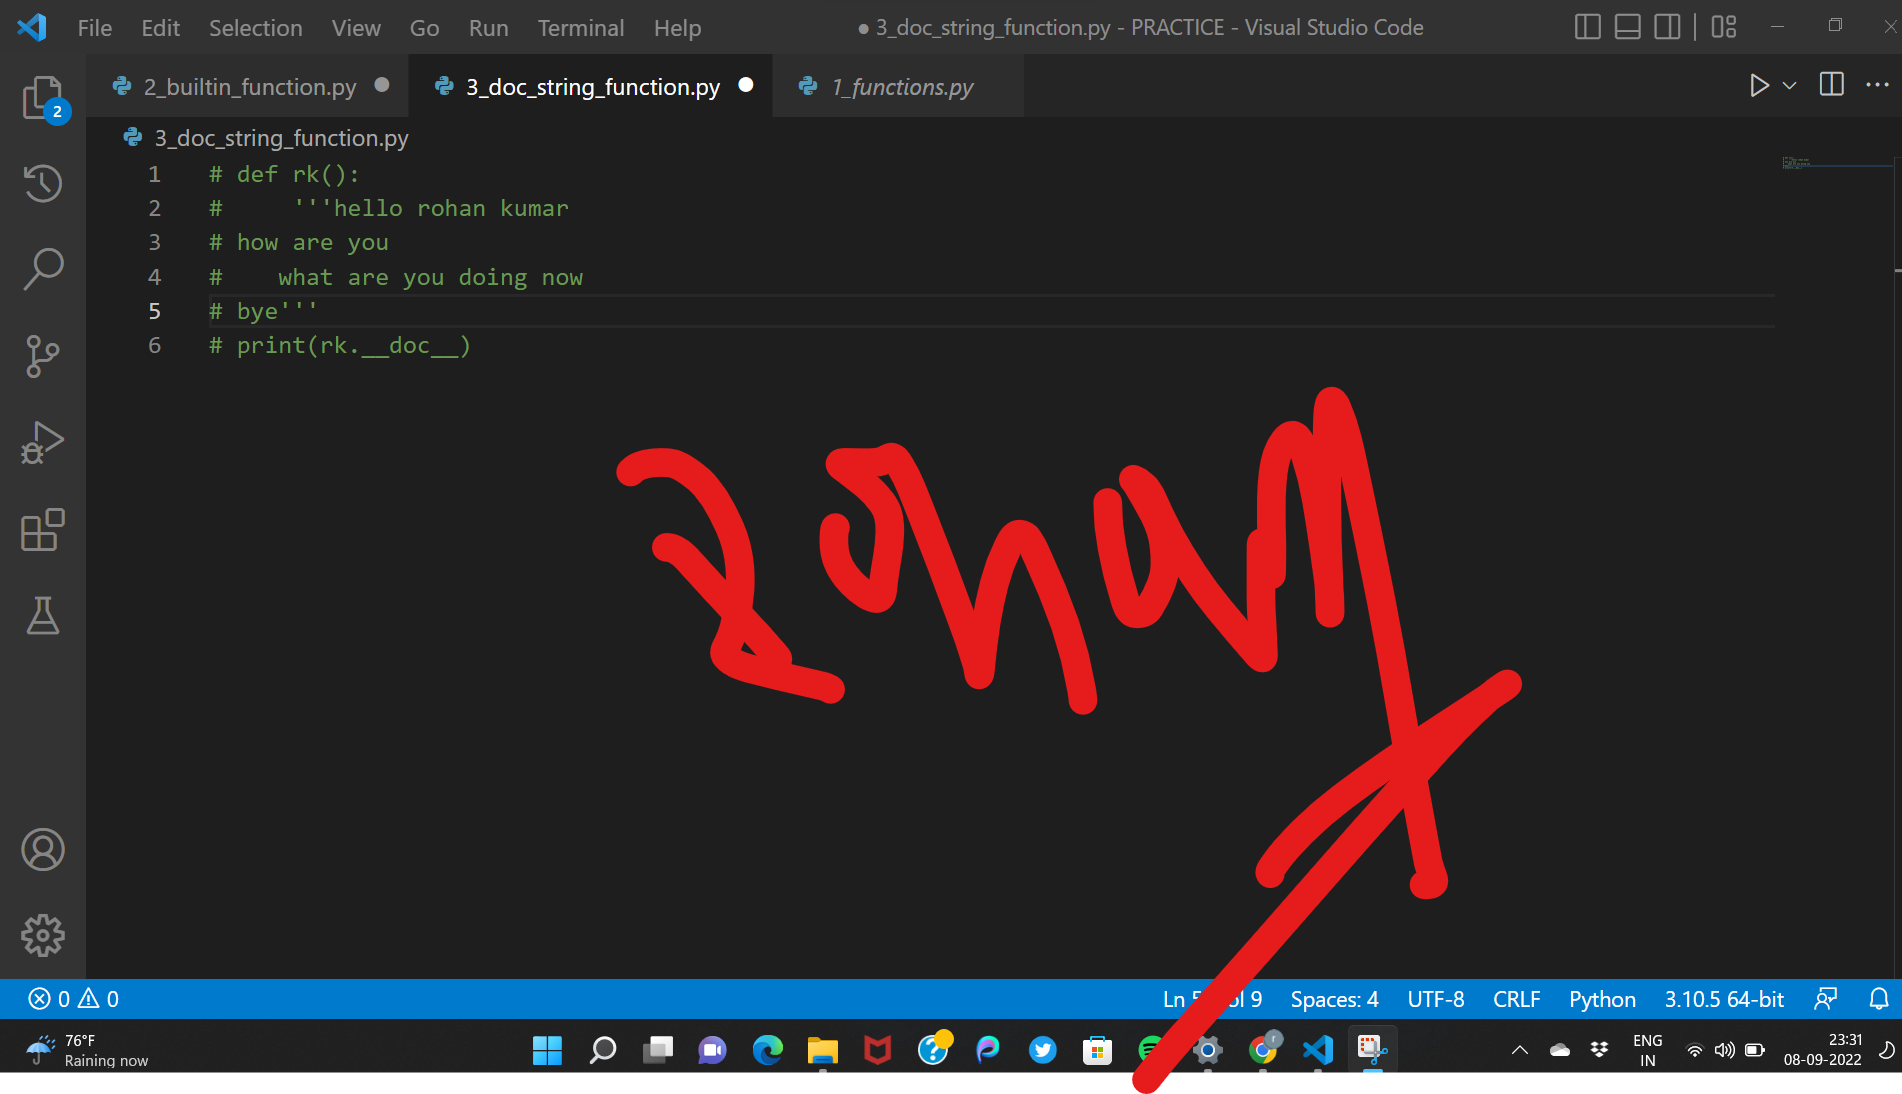 File Edit Selection View Go Run Terminal Help ● 3_doc_string_function.py - PRACTICE - Visual Studio Code
2_builtin_function.py 3_doc_string_function.py 1_functions.py
2
3_doc_string_function.py
1 # def rk():
2 #     '''hello rohan kumar
3 # how are you
4 #    what are you doing now
5 # bye'''
6 # print(rk.__doc__)
Rohan
0 0 Ln 5 Col 9 Spaces: 4 UTF-8 CRLF Python 3.10.5 64-bit
76°F ENG 23:31
Raining now IN 08-09-2022